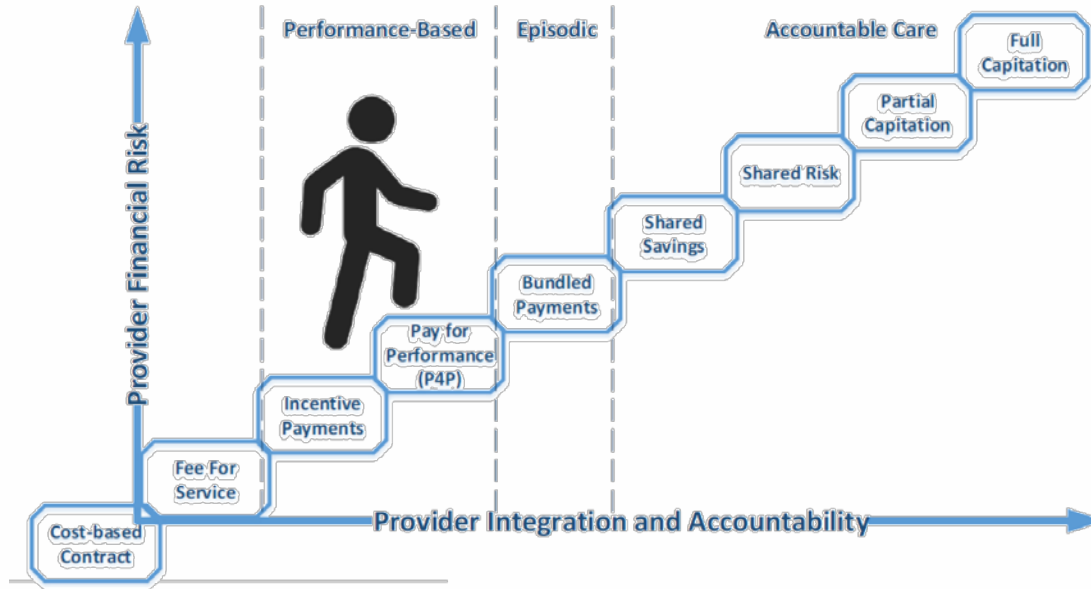 Performance-Based
Episodic
Accountable Care
Full
Capitation
Partial
Capitation
Shared Risk
Shared
Savings
Bundled
Payments
Pay for
Performance
(P4P)
Incentive
Payments
Fee For
Service
Cost-based
Contract
Provider Financial Risk
Provider Integration and Accountability